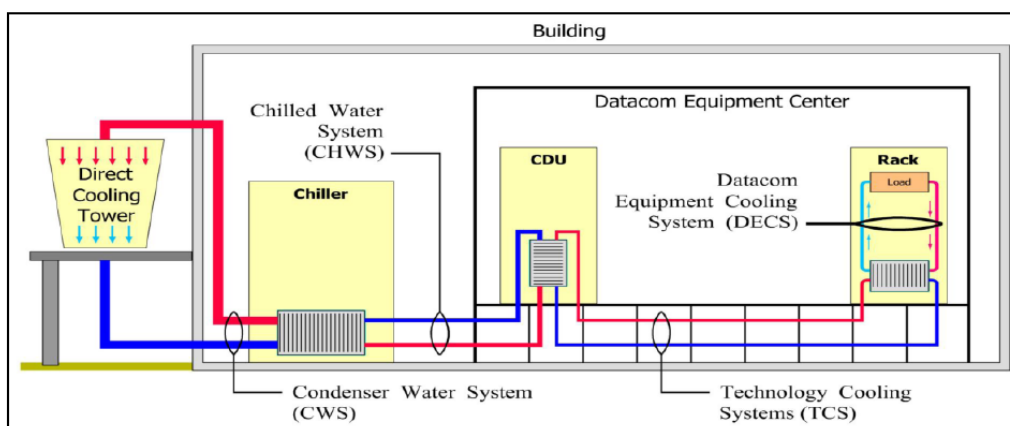 Building
Datacom Equipment Center
Chilled Water
System
(CHWS)
CDU
Rack
Load
Direct
Cooling
Tower
Chiller
Datacom
Equipment Cooling
System (DECS)
Condenser Water System
(CWS)
Technology Cooling
Systems (TCS)